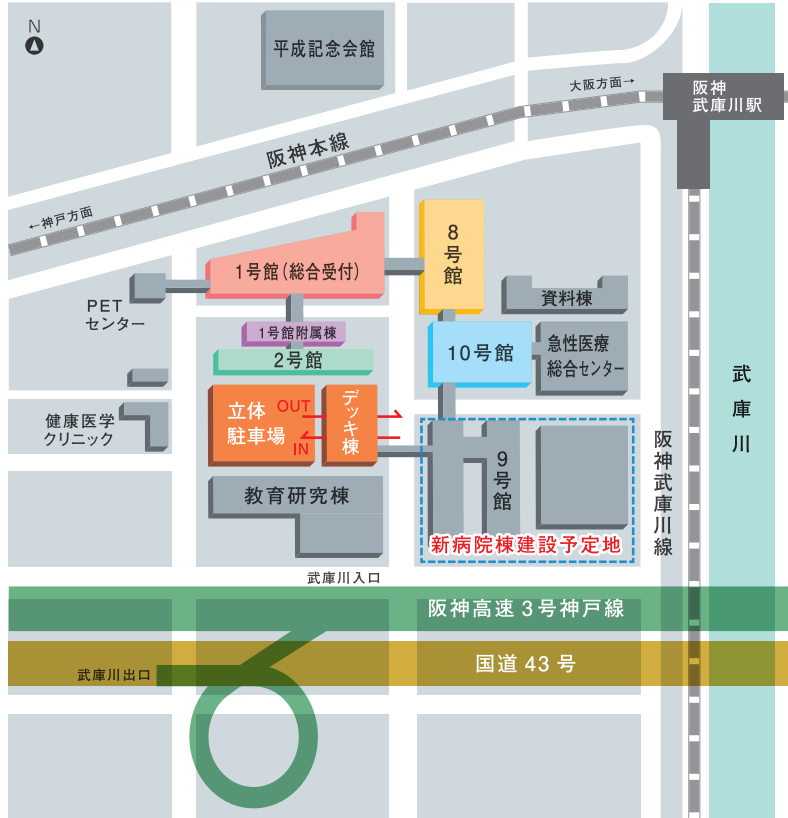 N
平成記念会館
大阪方面→
阪神
武庫川駅
阪神本線
←神戸方面
8号館
1号館(総合受付)
PET
センター
資料棟
1号館附属棟
2号館
10号館
急性医療
総合センター
武庫川
立体
駐車場
OUT
IN
デッキ棟
健康医学
クリニック
9号館
阪神武庫川線
教育研究棟
新病院棟建設予定地
武庫川入口
阪神高速3号神戸線
国道43号
武庫川出口